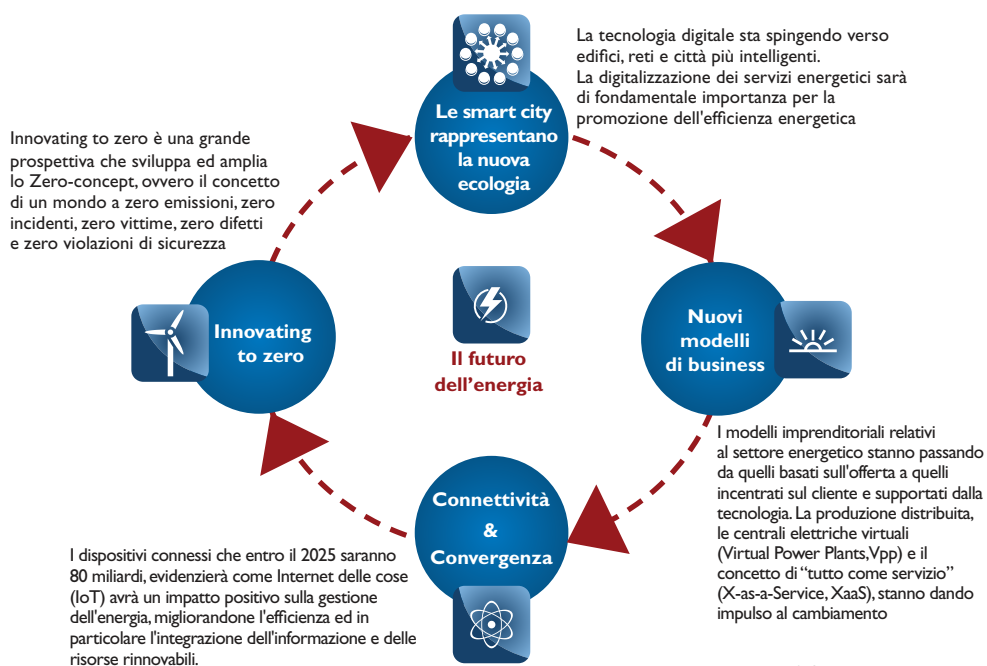 La tecnologia digitale sta spingendo verso
edifici, reti e città più intelligenti.
La digitalizzazione dei servizi energetici sarà
di fondamentale importanza per la
promozione dell'efficienza energetica
Le smart city
rappresentano
la nuova
ecologia
Innovating to zero è una grande
prospettiva che sviluppa ed amplia
lo Zero-concept, ovvero il concetto
di un mondo a zero emissioni, zero
incidenti, zero vittime, zero difetti
e zero violazioni di sicurezza
Innovating
to zero
Il futuro
dell'energia
Nuovi
modelli
di business
I modelli imprenditoriali relativi
al settore energetico stanno passando
da quelli basati sull'offerta a quelli
incentrati sul cliente e supportati dalla
tecnologia. La produzione distribuita,
le centrali elettriche virtuali
(Virtual Power Plants, Vpp) e il
concetto di “tutto come servizio”
(X-as-a-Service, XaaS), stanno dando
impulso al cambiamento
Connettività
&
Convergenza
I dispositivi connessi che entro il 2025 saranno
80 miliardi, evidenzierà come Internet delle cose
(IoT) avrà un impatto positivo sulla gestione
dell'energia, migliorandone l'efficienza ed in
particolare l'integrazione dell'informazione e delle
risorse rinnovabili.